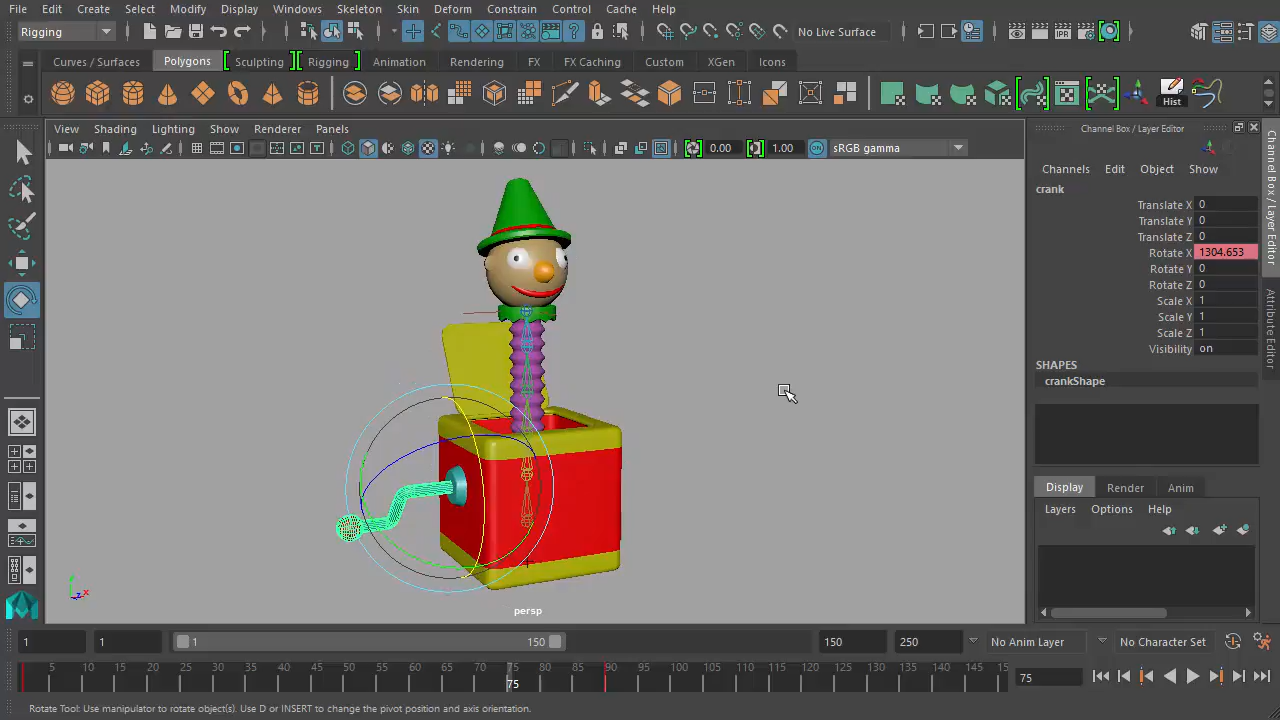 File Edit Create Select Modify Display Windows Skeleton Skin Deform Constrain Control Cache Help
Rigging
No Live Surface
Curves / Surfaces Polygons Sculpting Rigging Animation Rendering FX FX Caching Custom XGen Icons
Hist
View Shading Lighting Show Renderer Panels
0.00 1.00 sRGB gamma
Channel Box / Layer Editor
Channels Edit Object Show
crank
Translate X 0
Translate Y 0
Translate Z 0
Rotate X 1304.653
Rotate Y 0
Rotate Z 0
Scale X 1
Scale Y 1
Scale Z 1
Visibility on
SHAPES
crankShape
Channel Box / Layer Editor
Attribute Editor
Display Render Anim
Layers Options Help
IPR
persp
1 1 1 150 150 250 No Anim Layer No Character Set
5 10 15 20 25 30 35 40 45 50 55 60 65 70 75 80 85 90 95 100 105 110 115 120 125 130 135 140 145 15
75 75
Rotate Tool: Use manipulator to rotate object(s). Use D or INSERT to change the pivot position and axis orientation.